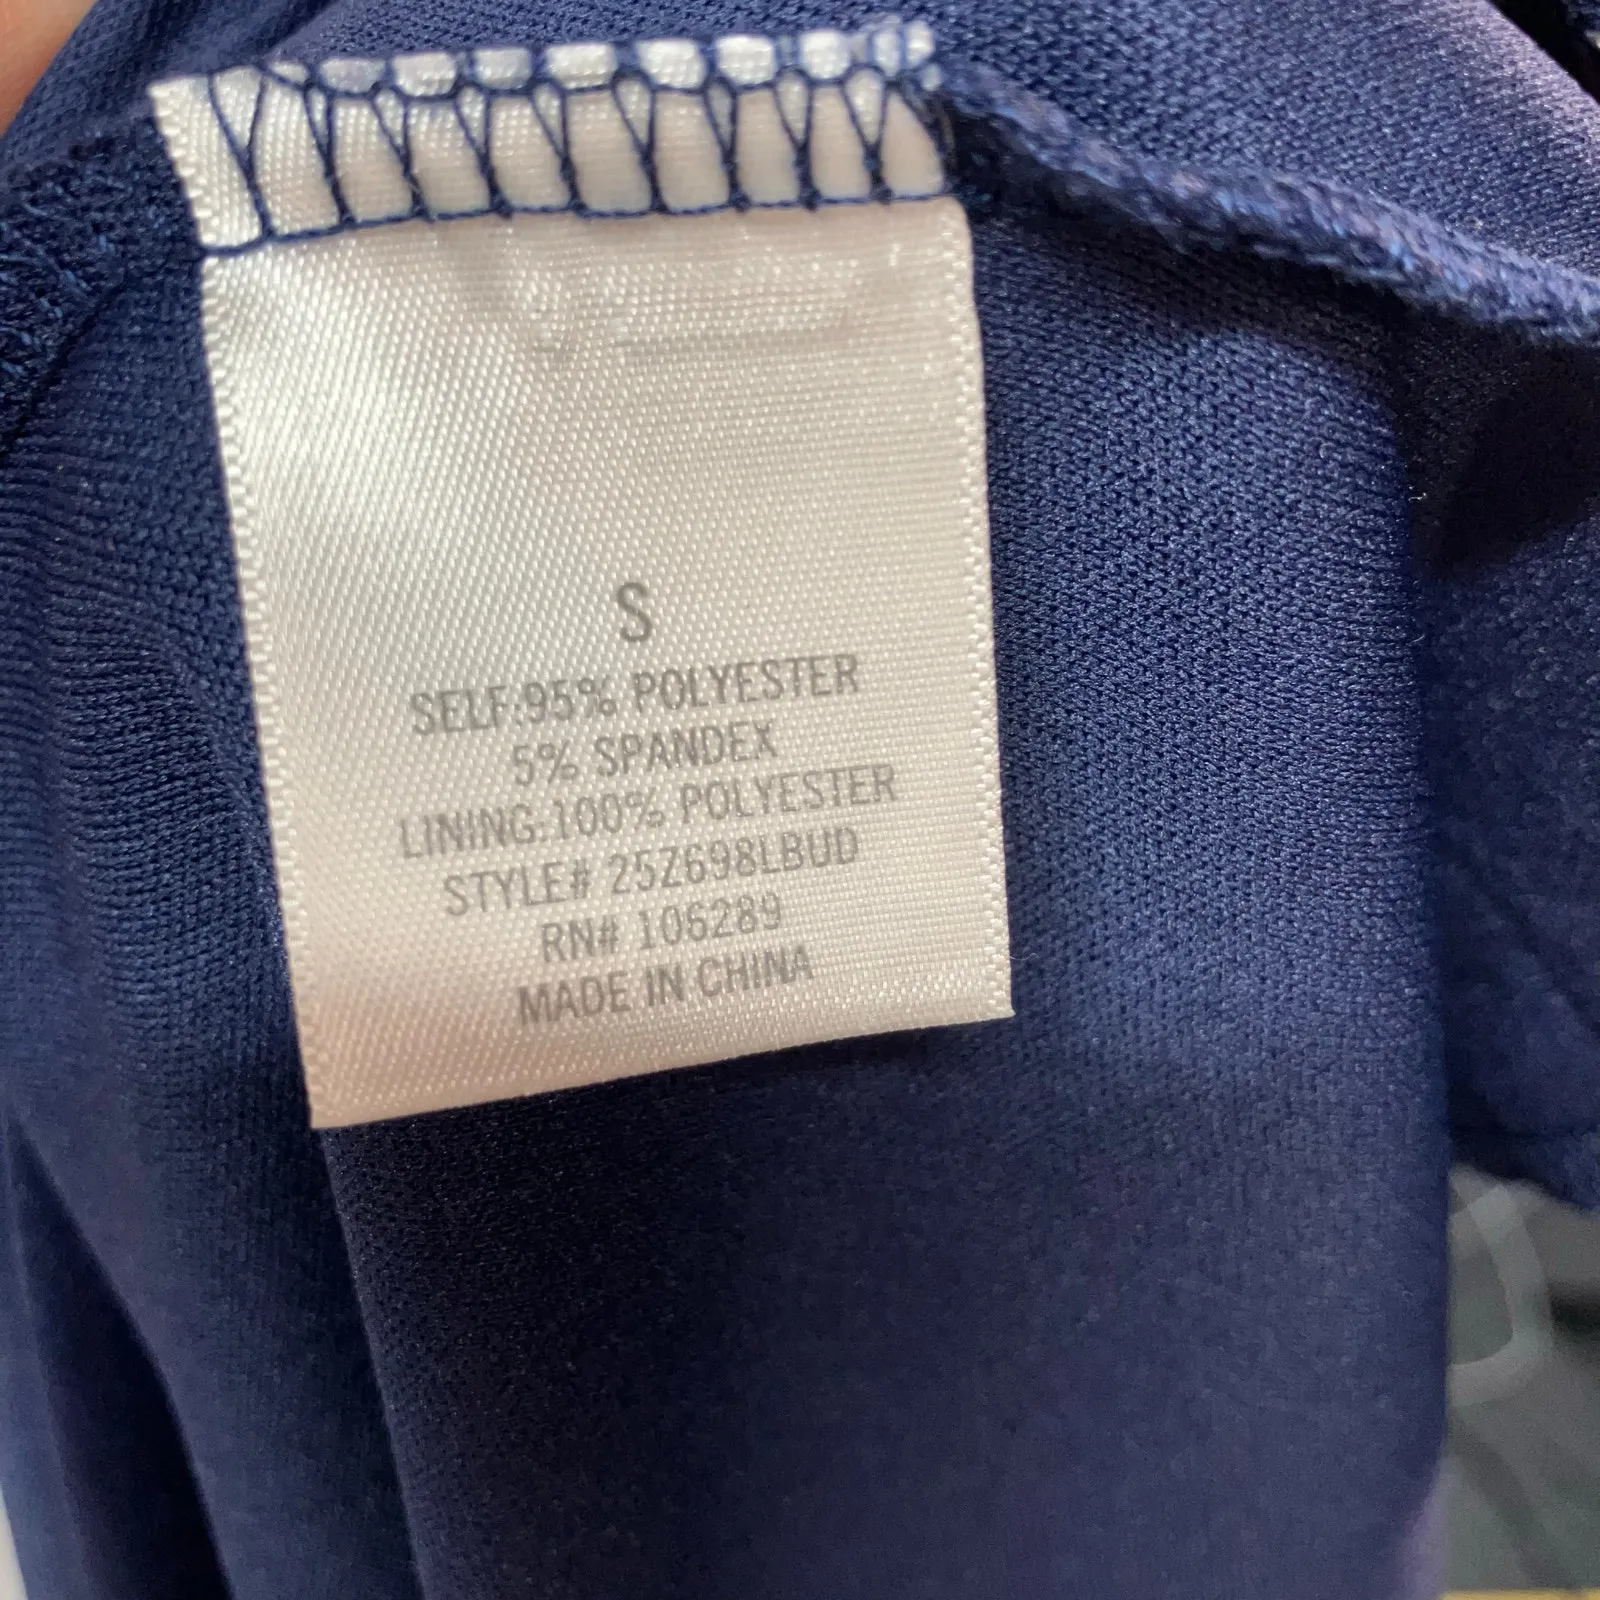 S
SELF:95% POLYESTER
5% SPANDEX
LINING:100% POLYESTER
STYLE# 25Z698LBUD
RN# 106289
MADE IN CHINA